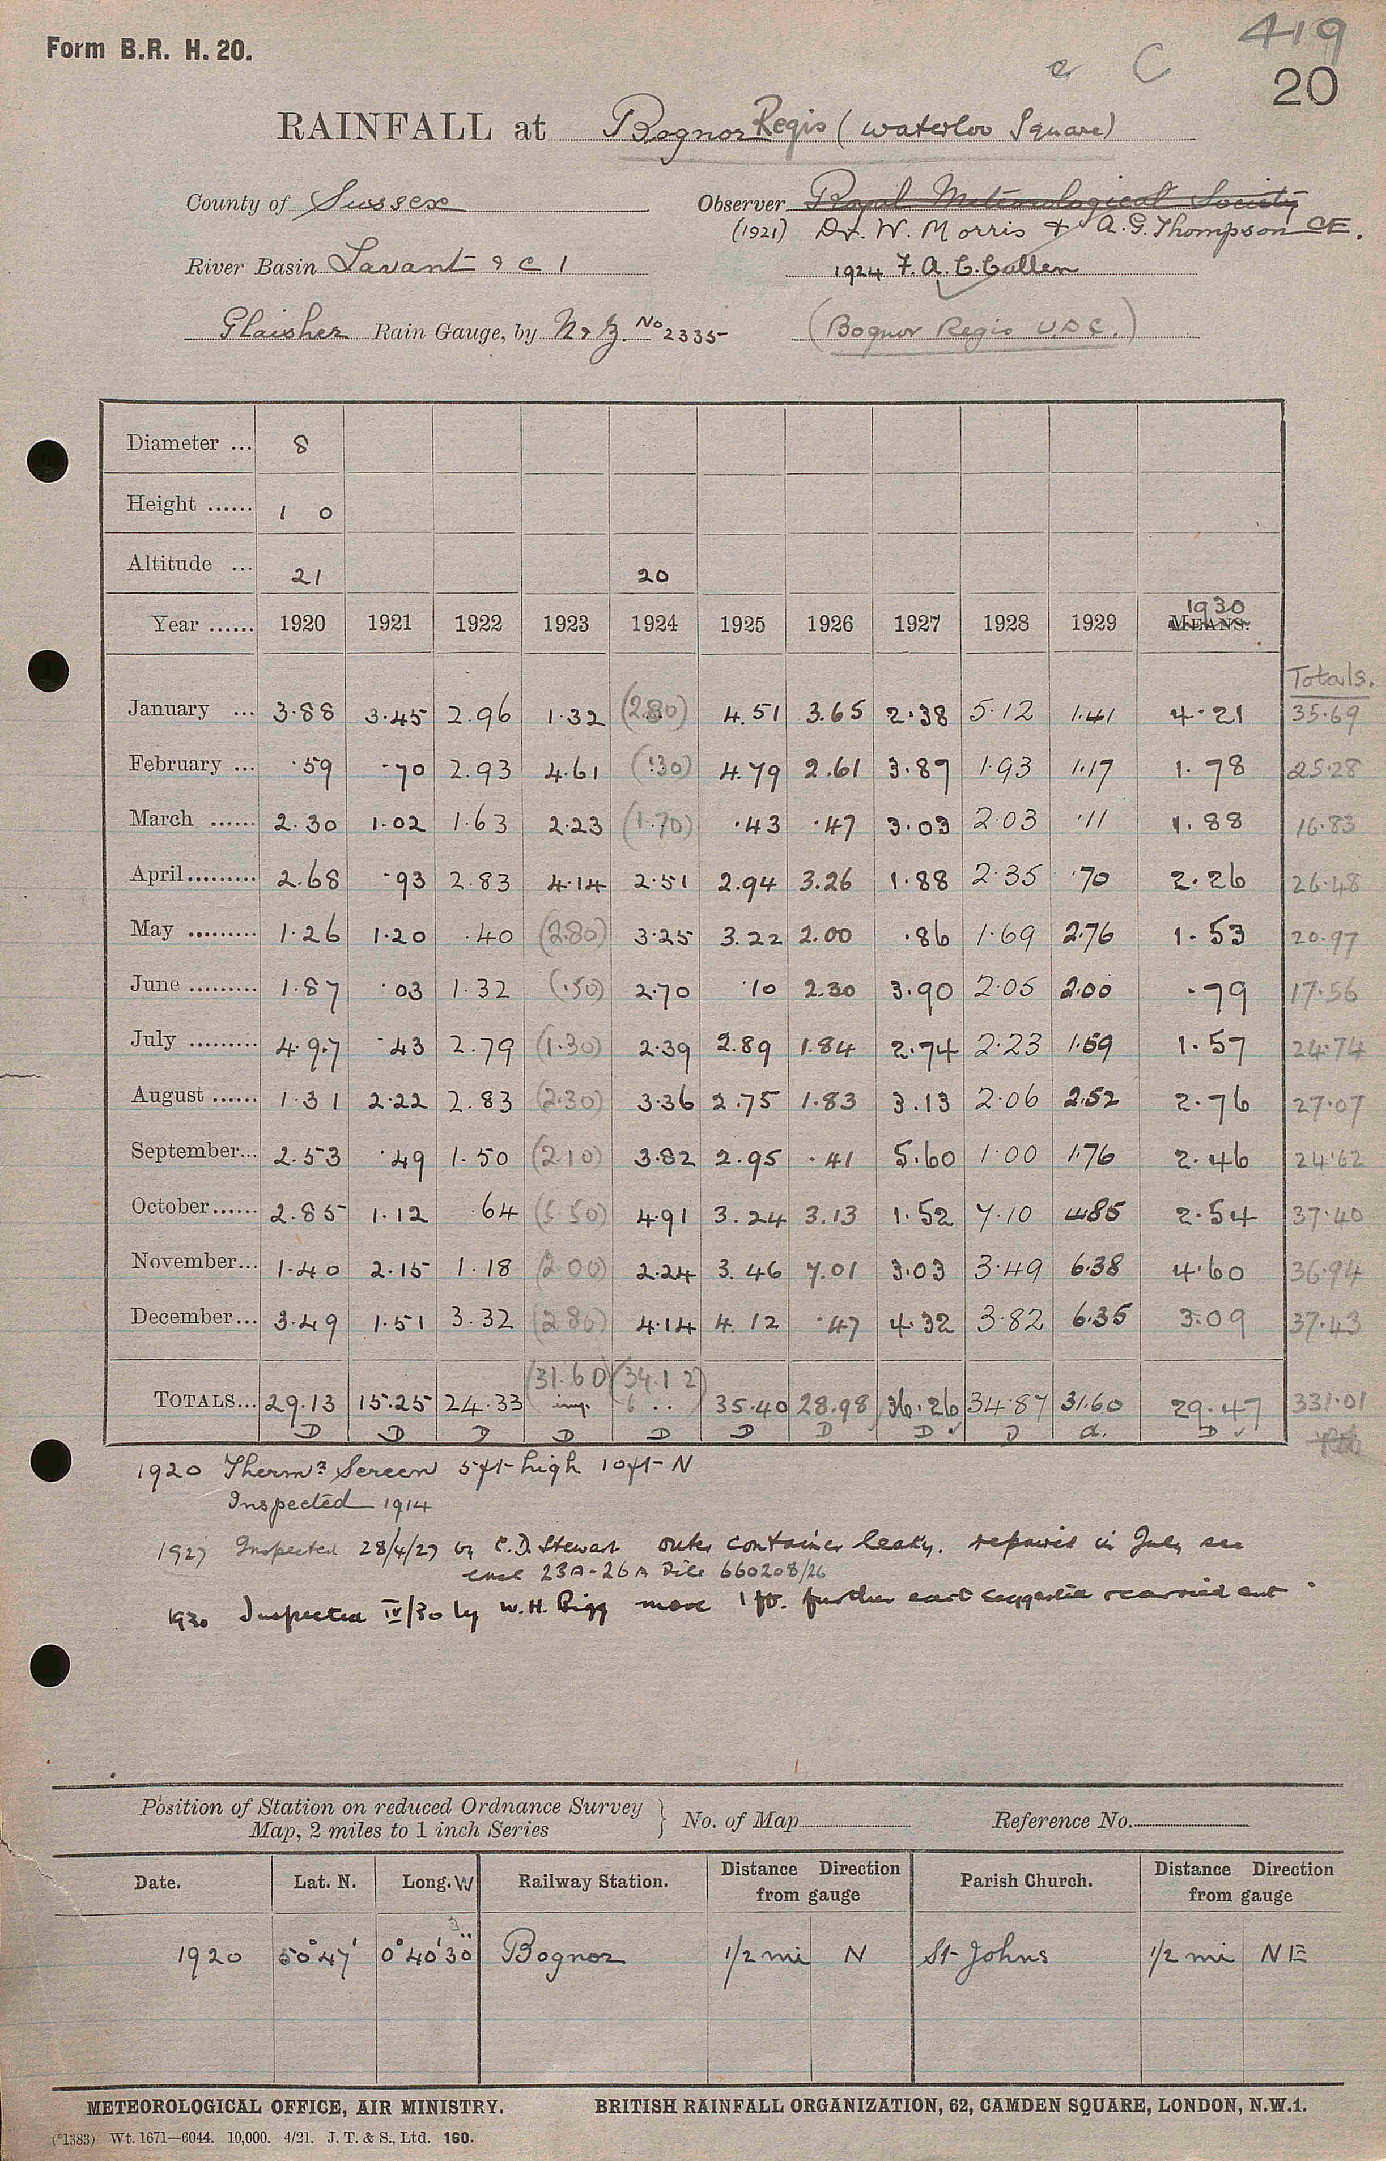 Form B.R. H. 20.
419
C
20
RAINFALL at Bognor Regis (Waterloo Square)
County of Sussex Observer Royal Meteorological Society
(1921) Dr. W. Morris & A.G. Thompson CE.
River Basin Lavant & C 1 1924 F. A. C. Cullen
Glaisher Rain Gauge, by N & Z. No 2335 (Bognor Regis U.D.C.)
Diameter ... 8
Height ...... 1 0
Altitude ... 21 20
Year ...... 1920 1921 1922 1923 1924 1925 1926 1927 1928 1929 1930 MEANS.
Totals.
January ... 3.88 3.45 2.96 1.32 (2.80) 4.51 3.65 2.38 5.12 1.41 4.21 35.69
February ... .59 .70 2.93 4.61 (.30) 4.79 2.61 3.87 1.93 1.17 1.78 25.28
March ...... 2.30 1.02 1.63 2.23 (1.70) .43 .47 3.03 2.03 .11 1.88 16.83
April ......... 2.68 .93 2.83 4.14 2.51 2.94 3.26 1.88 2.35 .70 2.26 26.48
May ......... 1.26 1.20 .40 (2.80) 3.25 3.22 2.00 .86 1.69 2.76 1.53 20.97
June ......... 1.87 .03 1.32 (.50) 2.70 .10 2.30 3.90 2.05 2.00 .79 17.56
July ......... 4.97 .43 2.79 (1.30) 2.39 2.89 1.84 2.74 2.23 1.59 1.57 24.74
August ...... 1.31 2.22 2.83 (2.30) 3.36 2.75 1.83 3.13 2.06 2.52 2.76 27.07
September... 2.53 .49 1.50 (2.10) 3.82 2.95 .41 5.60 1.00 1.76 2.46 24.62
October...... 2.85 1.12 .64 (5.50) 4.91 3.24 3.13 1.52 7.10 4.85 2.54 37.40
November... 1.40 2.15 1.18 (2.00) 2.24 3.46 7.01 3.03 3.49 6.38 4.60 36.94
December... 3.49 1.51 3.32 (2.80) 4.14 4.12 .47 4.32 3.82 6.35 3.09 37.43
(31.60) (34.12)
TOTALS... 29.13 15.25 24.33 imp. 6 .. 35.40 28.98 36.26 34.87 31.60 29.47 331.01
D D D D D D D D D d. D
1920 Thermr Screen 5ft high 10ft N
Inspected 1914
1927 Inspected 28/4/27 by C.D. Stewart outer container leaky. repaired in July see
encl 23A-26A File 660208/26
1930 Inspected IV/30 by W.H. Bigg move 1 ft. further east suggested & carried out
Position of Station on reduced Ordnance Survey Map, 2 miles to 1 inch Series } No. of Map Reference No.
Date. Lat. N. Long. W Railway Station. Distance Direction from gauge Parish Church. Distance Direction from gauge
1920 50°47' 0°40'30" Bognor 1/2 mi N St Johns 1/2 mi NE
METEOROLOGICAL OFFICE, AIR MINISTRY. BRITISH RAINFALL ORGANIZATION, 62, CAMDEN SQUARE, LONDON, N.W.1.
(*1383) Wt. 1671—6044. 10,000. 4/21. J. T. & S., Ltd. 160.